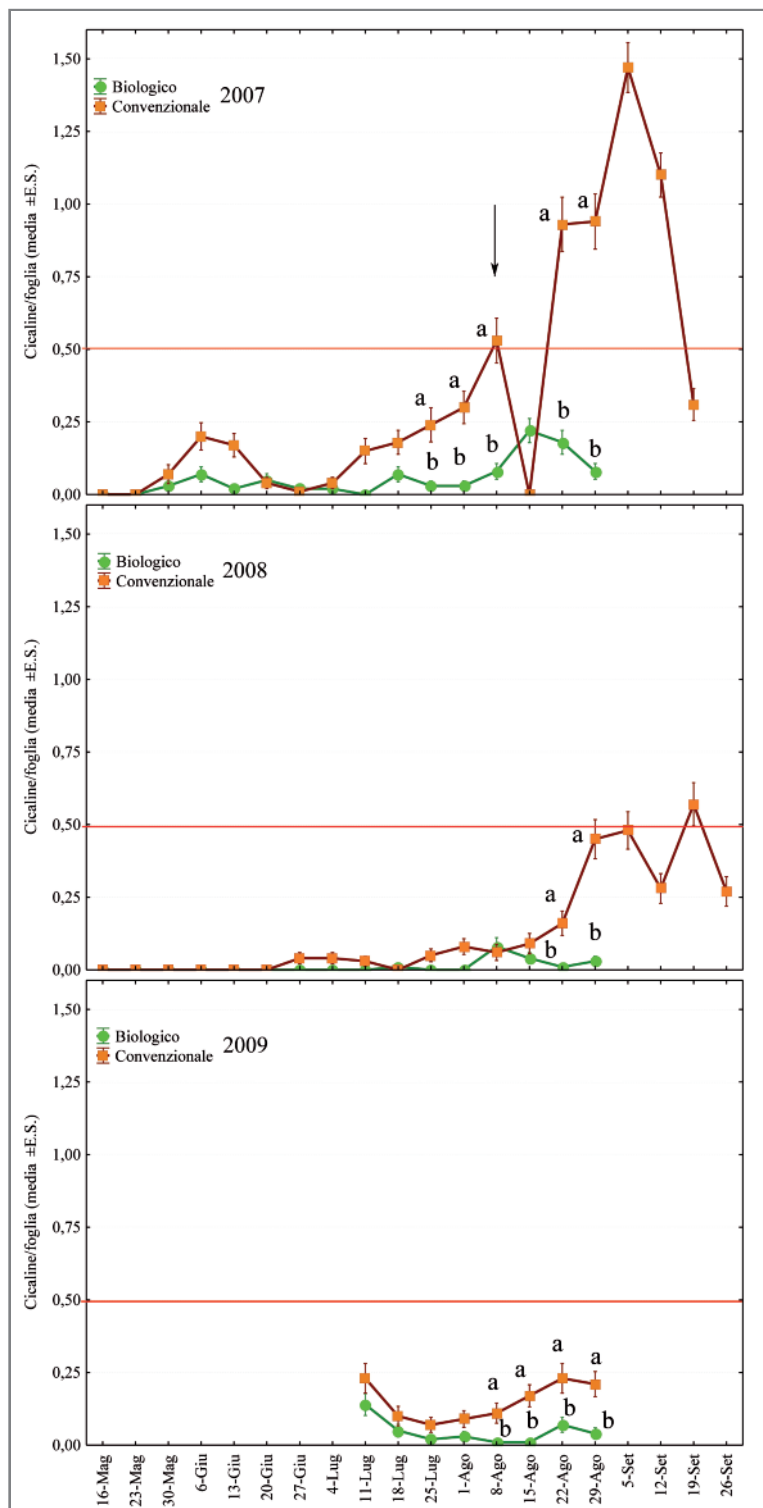 Cicaline/foglia (media ±E.S.)
1,50
1,25
1,00
0,75
0,50
0,25
0,00
Biologico
Convenzionale
2007
a
a
a
a
a
b
b
b
b
b
Cicaline/foglia (media ±E.S.)
1,50
1,25
1,00
0,75
0,50
0,25
0,00
Biologico
Convenzionale
2008
a
a
b
b
Cicaline/foglia (media ±E.S.)
1,50
1,25
1,00
0,75
0,50
0,25
0,00
Biologico
Convenzionale
2009
a
a
a
a
b
b
b
b
16-Mag
23-Mag
30-Mag
6-Giu
13-Giu
20-Giu
27-Giu
4-Lug
11-Lug
18-Lug
25-Lug
1-Ago
8-Ago
15-Ago
22-Ago
29-Ago
5-Set
12-Set
19-Set
26-Set